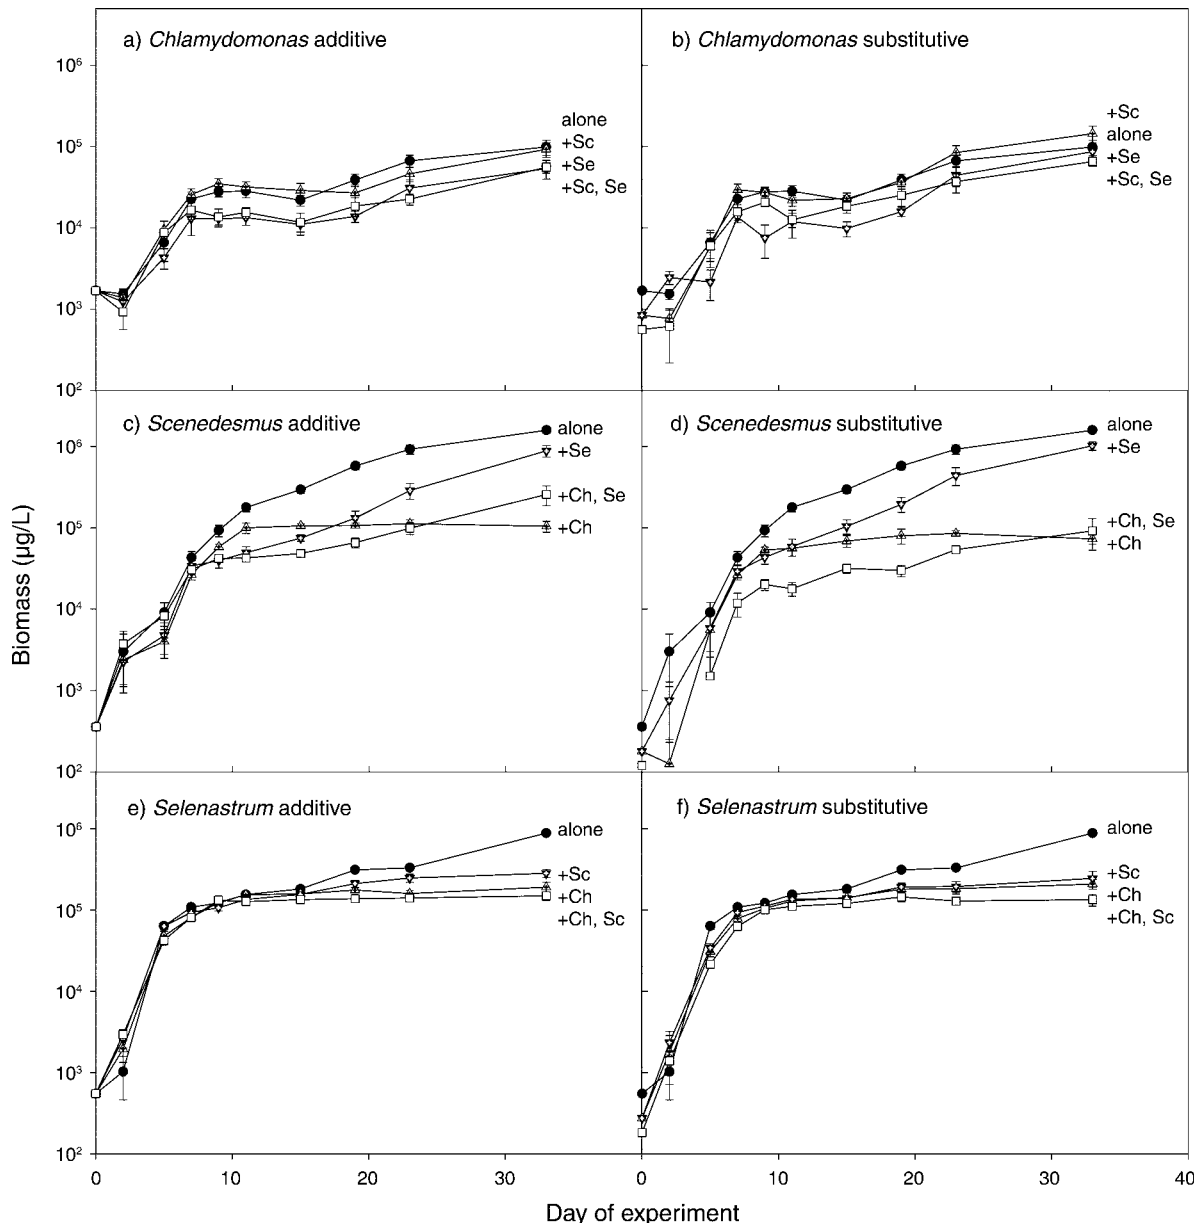 a) Chlamydomonas additive
b) Chlamydomonas substitutive
10⁶
10⁵
10⁴
10³
10²
alone
+Sc
+Se
+Sc, Se
+Sc
alone
+Se
+Sc, Se
c) Scenedesmus additive
d) Scenedesmus substitutive
10⁶
10⁵
10⁴
10³
10²
alone
+Se
+Ch, Se
+Ch
alone
+Se
+Ch, Se
+Ch
Biomass (µg/L)
e) Selenastrum additive
f) Selenastrum substitutive
10⁶
10⁵
10⁴
10³
10²
alone
+Sc
+Ch
+Ch, Sc
alone
+Sc
+Ch
+Ch, Sc
0 10 20 30 0 10 20 30 40
Day of experiment